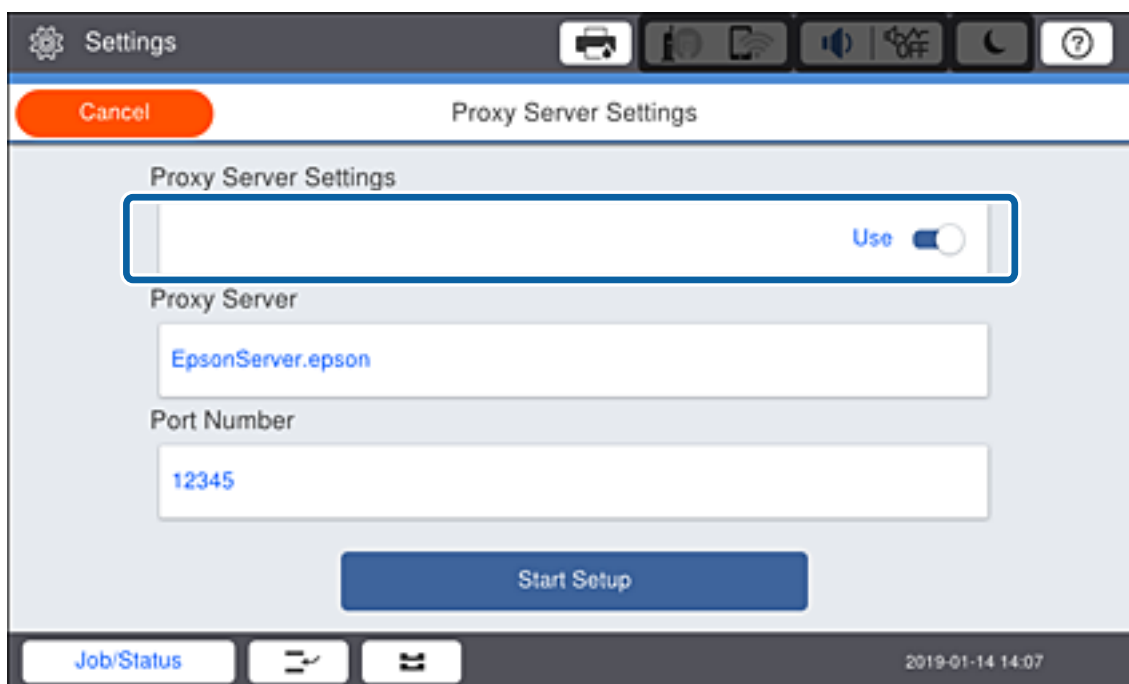 Settings
OFF
?
Cancel
Proxy Server Settings
Proxy Server Settings
Use
Proxy Server
EpsonServer.epson
Port Number
12345
Start Setup
Job/Status
2019-01-14 14:07